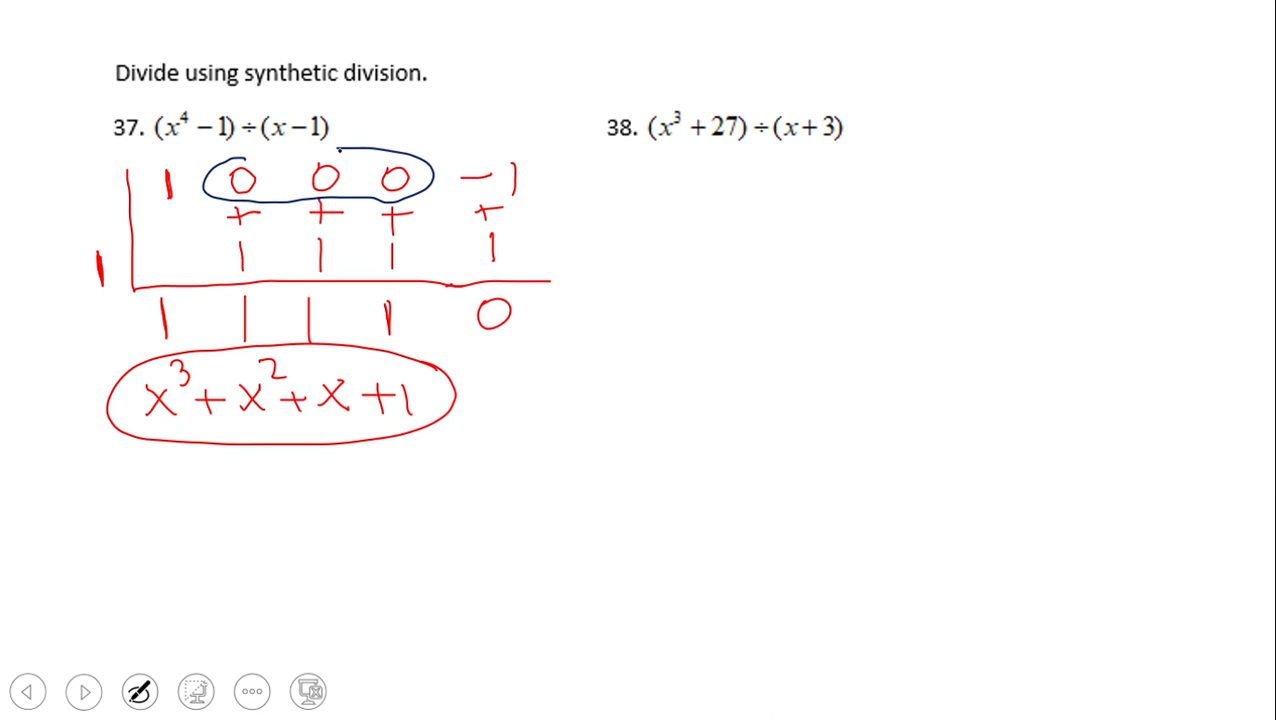 Divide using synthetic division.
37. (x⁴ − 1) ÷ (x − 1)
38. (x³ + 27) ÷ (x + 3)
1 0 0 0 −1
+ + + +
1 1 1 1 1
1 1 1 1 0
x³ + x² + x + 1